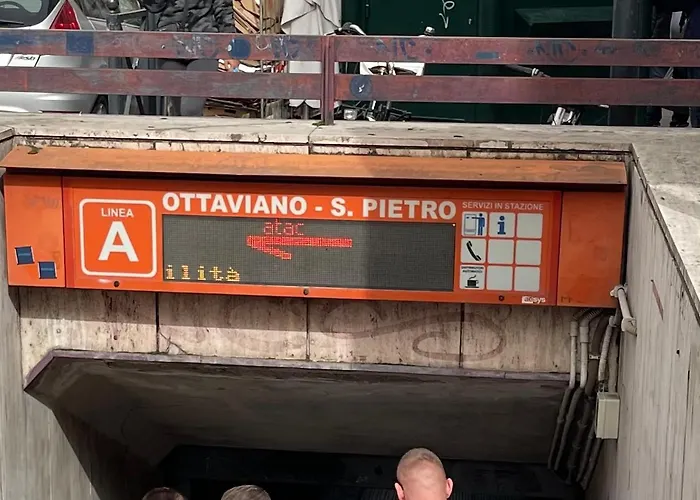 OTTAVIANO - S. PIETRO
LINEA
A
atac
ilità
SERVIZI IN STAZIONE
i